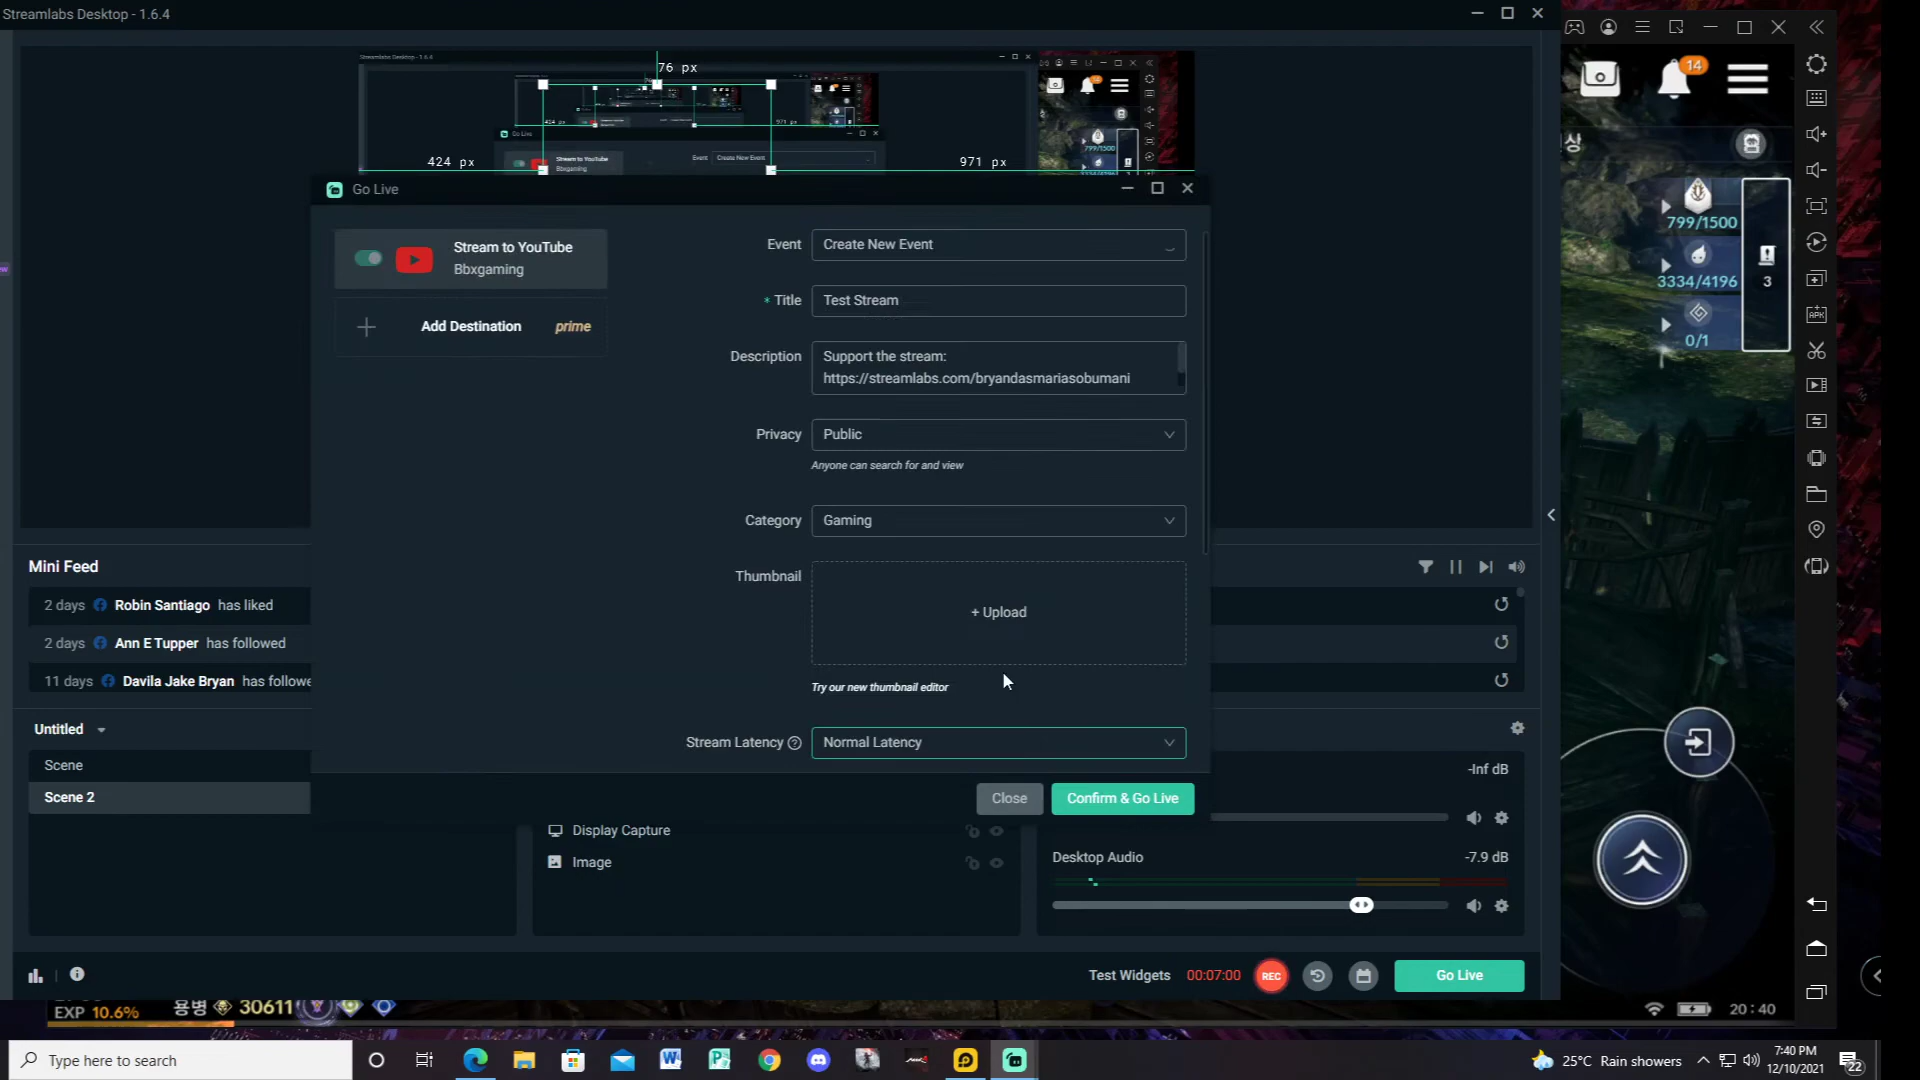 Streamlabs Desktop - 1.6.4
76 px
424 px
971 px
Go Live
Stream to YouTube
Bbxgaming
Add Destination
prime
Event
Create New Event
* Title
Test Stream
Description
Support the stream:
https://streamlabs.com/bryandasmariasobumani
Privacy
Public
Anyone can search for and view
Category
Gaming
Thumbnail
+ Upload
Try our new thumbnail editor
Stream Latency
Normal Latency
Close
Confirm & Go Live
Mini Feed
2 days Robin Santiago has liked
2 days Ann E Tupper has followed
11 days Davila Jake Bryan has followe
Untitled
Scene
Scene 2
Display Capture
Image
-Inf dB
Desktop Audio
-7.9 dB
Test Widgets
00:07:00
REC
Go Live
14
상
799/1500
3334/4196
0/1
3
APK
20:40
EXP 10.6%
용병
30611
Type here to search
25°C Rain showers
7:40 PM
12/10/2021
22